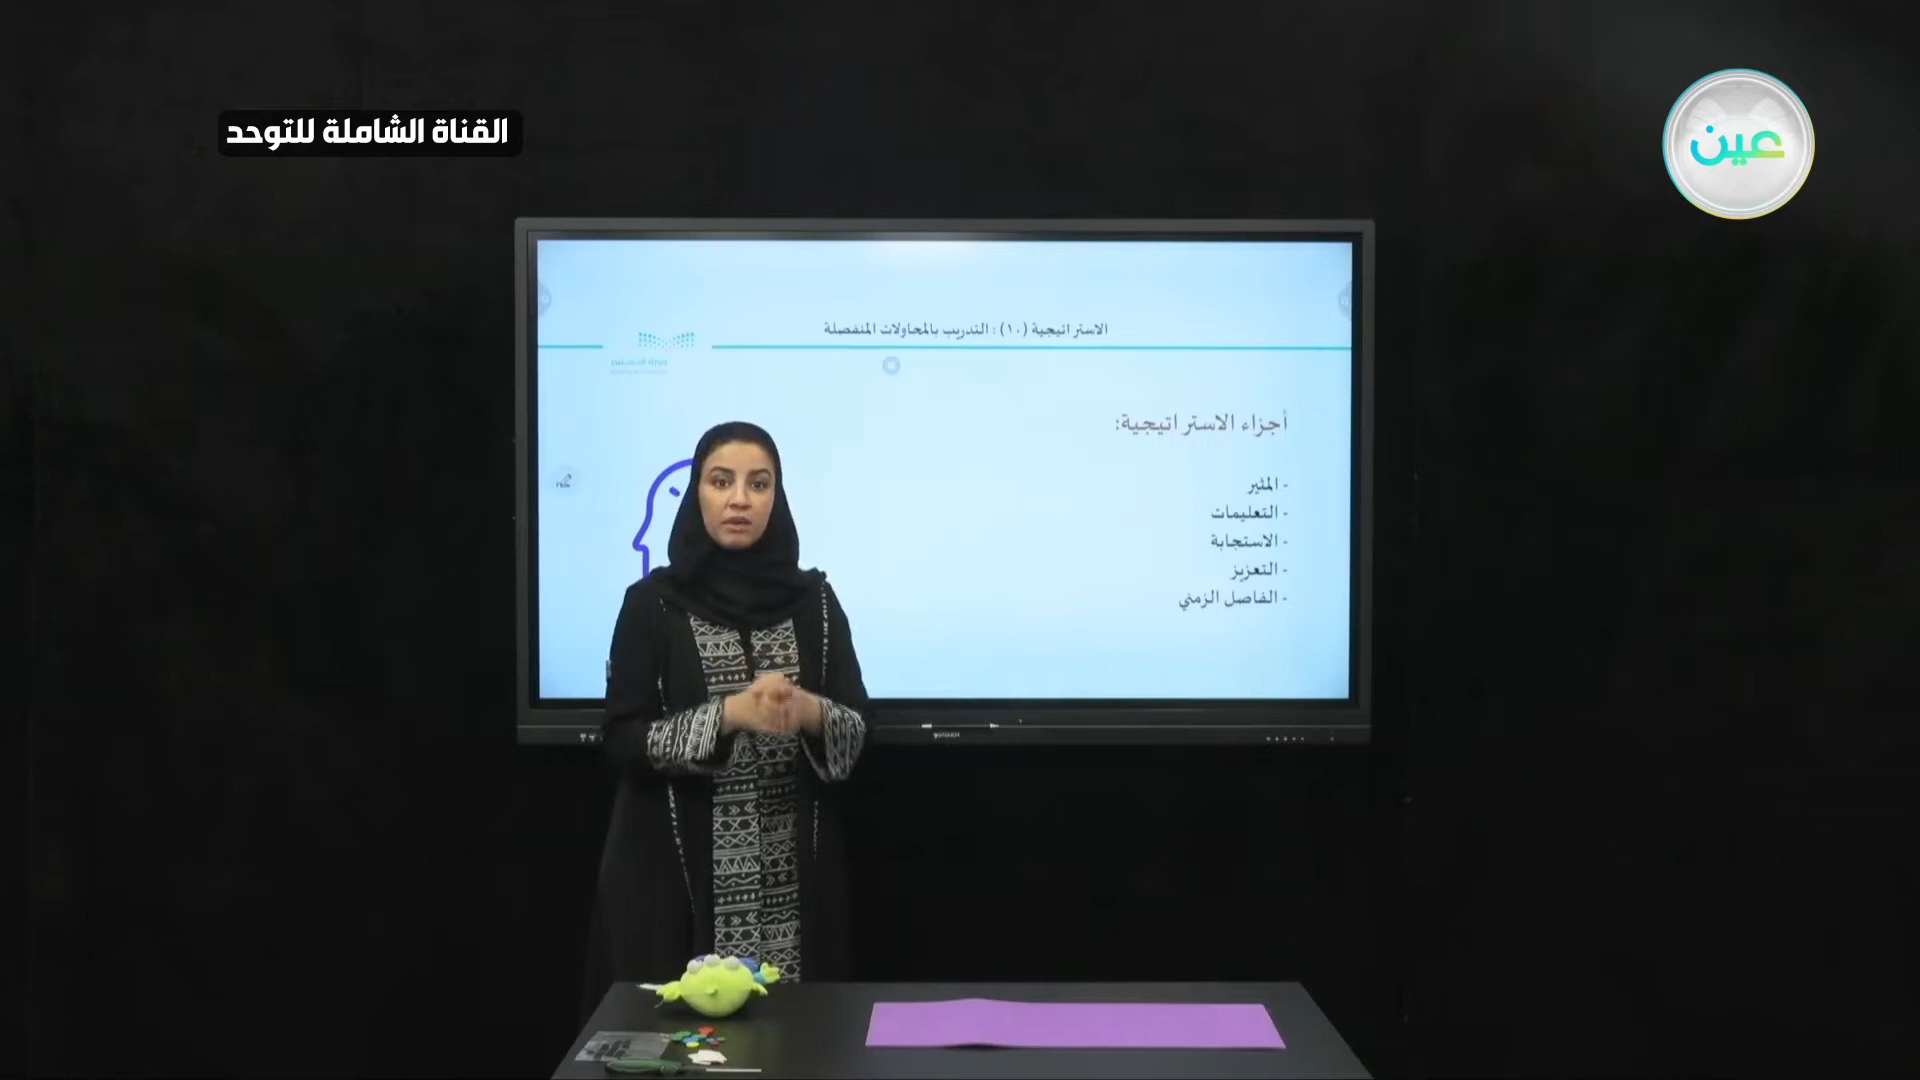 القناة الشاملة للتوحد
عين
الاستراتيجية (١٠) : التدريب بالمحاولات المنفصلة
أجزاء الاستراتيجية:
- المثير
- التعليمات
- الاستجابة
- التعزيز
- الفاصل الزمني